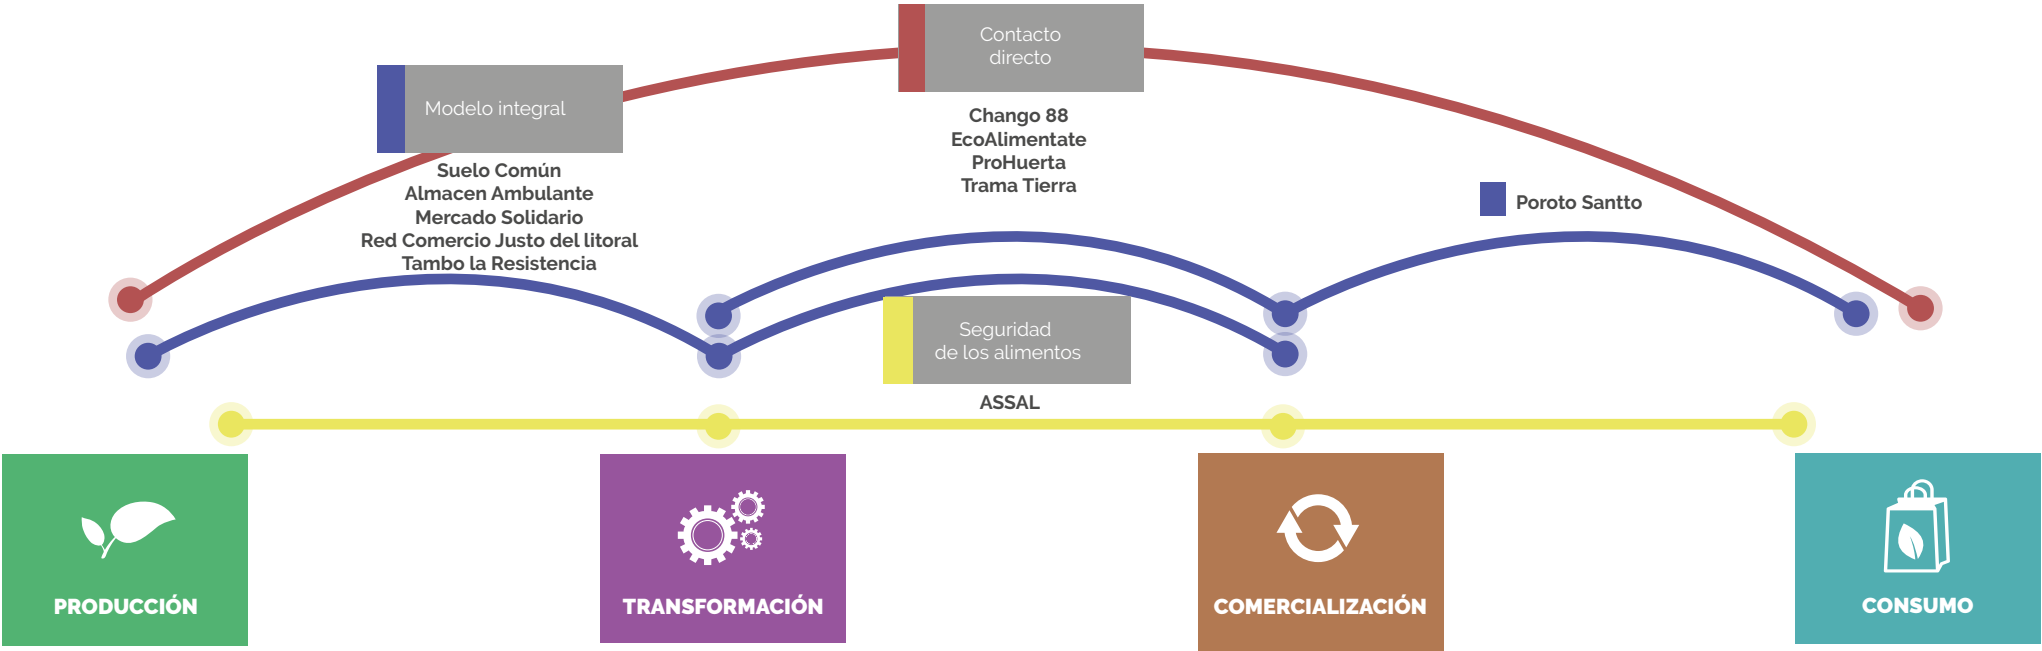 Contacto
directo
Modelo integral
Chango 88
EcoAlimentate
ProHuerta
Trama Tierra
Suelo Común
Almacen Ambulante
Mercado Solidario
Red Comercio Justo del litoral
Tambo la Resistencia
Poroto Santto
Seguridad
de los alimentos
ASSAL
PRODUCCIÓN
TRANSFORMACIÓN
COMERCIALIZACIÓN
CONSUMO